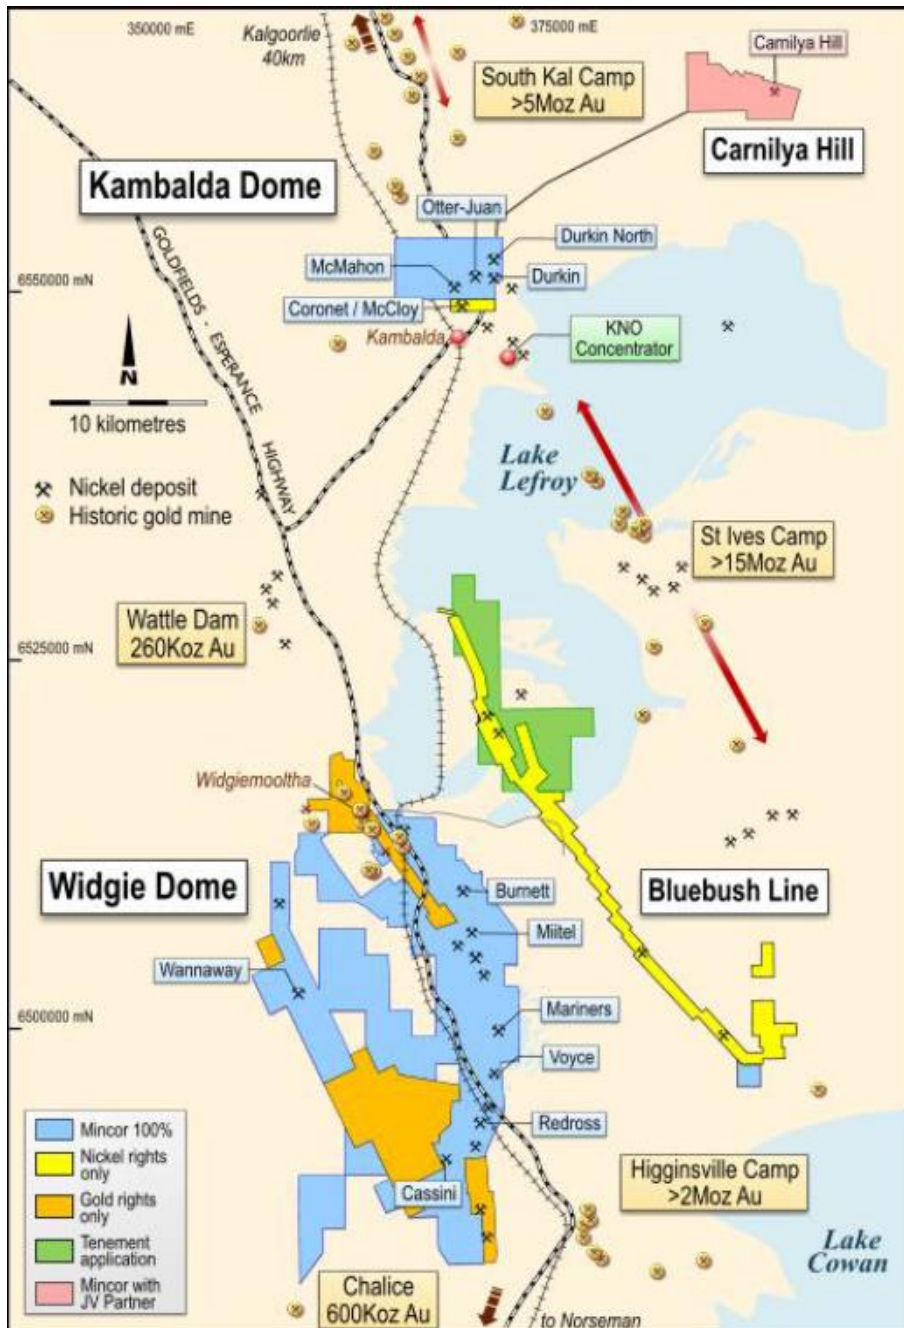 350000 mE
375000 mE
Kalgoorlie
40km
Carnilya Hill
South Kal Camp
>5Moz Au
Carnilya Hill
Kambalda Dome
Otter-Juan
Durkin North
McMahon
Durkin
6550000 mN
Coronet / McCloy
Kambalda
KNO
Concentrator
GOLDFIELDS - ESPERANCE HIGHWAY
N
10 kilometres
Lake
Lefroy
Nickel deposit
Historic gold mine
St Ives Camp
>15Moz Au
Wattle Dam
260Koz Au
6525000 mN
Widgiemooltha
Widgie Dome
Burnett
Bluebush Line
Miitel
Wannaway
Mariners
6500000 mN
Voyce
Redross
Mincor 100%
Nickel rights
only
Gold rights
only
Tenement
application
Mincor with
JV Partner
Cassini
Higginsville Camp
>2Moz Au
Lake
Cowan
Chalice
600Koz Au
to Norseman